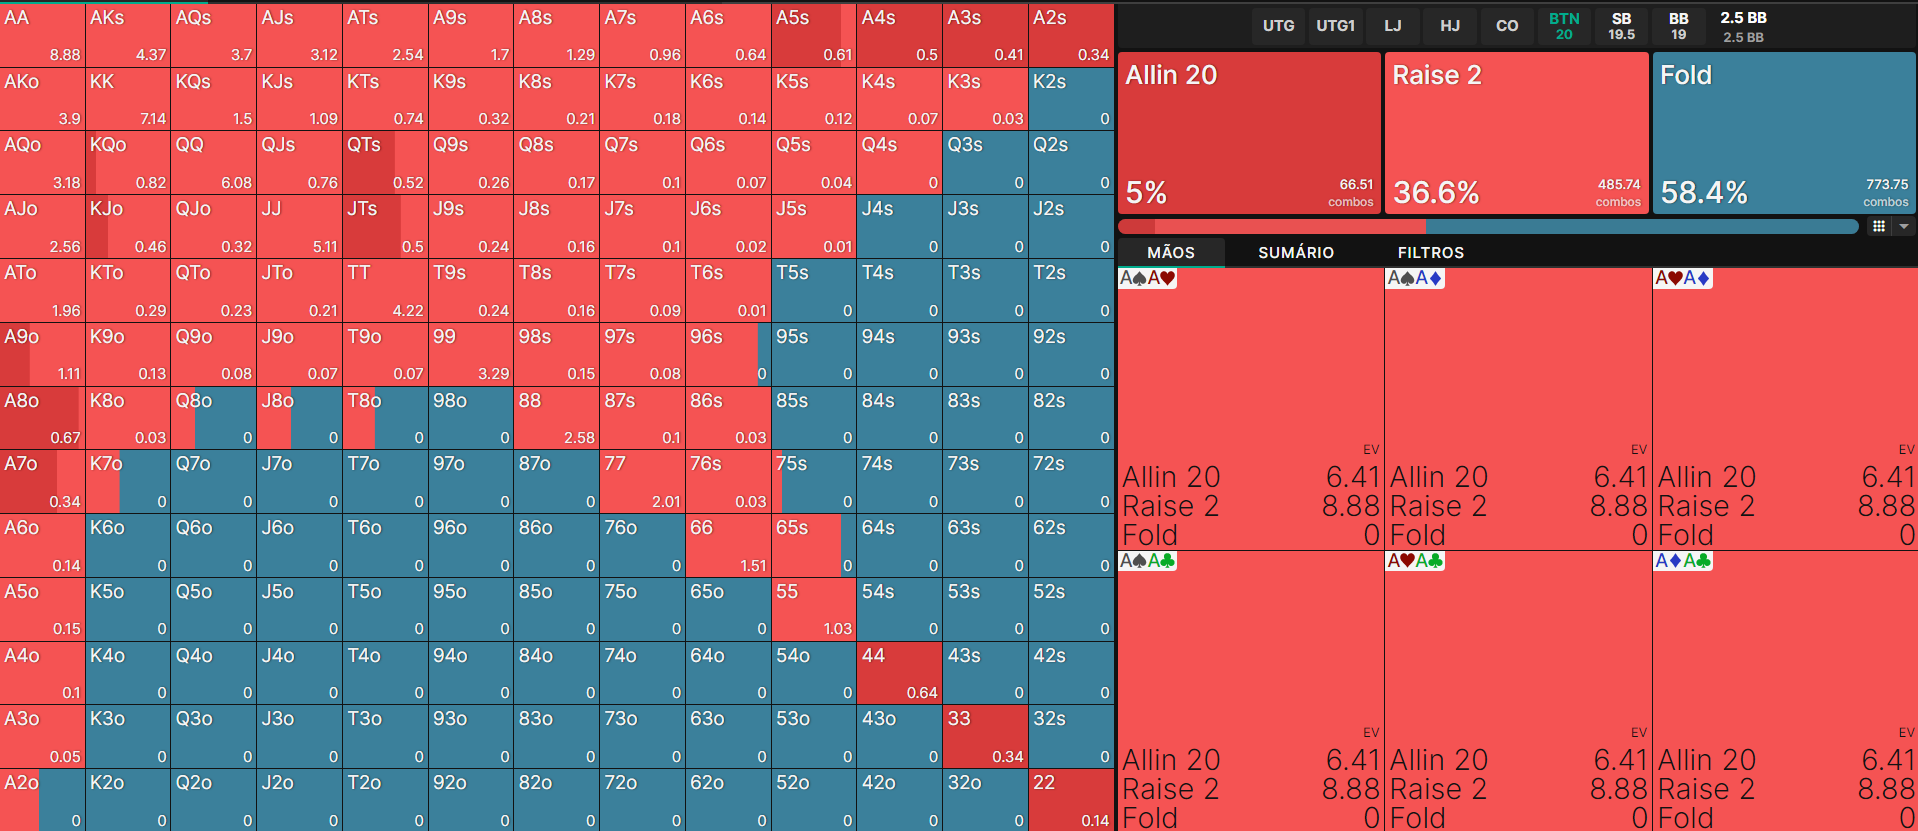 AA AKs AQs AJs ATs A9s A8s A7s A6s A5s A4s A3s A2s
8.88 4.37 3.7 3.12 2.54 1.7 1.29 0.96 0.64 0.61 0.5 0.41 0.34
AKo KK KQs KJs KTs K9s K8s K7s K6s K5s K4s K3s K2s
3.9 7.14 1.5 1.09 0.74 0.32 0.21 0.18 0.14 0.12 0.07 0.03 0
AQo KQo QQ QJs QTs Q9s Q8s Q7s Q6s Q5s Q4s Q3s Q2s
3.18 0.82 6.08 0.76 0.52 0.26 0.17 0.1 0.07 0.04 0 0 0
AJo KJo QJo JJ JTs J9s J8s J7s J6s J5s J4s J3s J2s
2.56 0.46 0.32 5.11 0.5 0.24 0.16 0.1 0.02 0.01 0 0 0
ATo KTo QTo JTo TT T9s T8s T7s T6s T5s T4s T3s T2s
1.96 0.29 0.23 0.21 4.22 0.24 0.16 0.09 0.01 0 0 0 0
A9o K9o Q9o J9o T9o 99 98s 97s 96s 95s 94s 93s 92s
1.11 0.13 0.08 0.07 0.07 3.29 0.15 0.08 0 0 0 0 0
A8o K8o Q8o J8o T8o 98o 88 87s 86s 85s 84s 83s 82s
0.67 0.03 0 0 0 0 2.58 0.1 0.03 0 0 0 0
A7o K7o Q7o J7o T7o 97o 87o 77 76s 75s 74s 73s 72s
0.34 0 0 0 0 0 0 2.01 0.03 0 0 0 0
A6o K6o Q6o J6o T6o 96o 86o 76o 66 65s 64s 63s 62s
0.14 0 0 0 0 0 0 0 1.51 0 0 0 0
A5o K5o Q5o J5o T5o 95o 85o 75o 65o 55 54s 53s 52s
0.15 0 0 0 0 0 0 0 0 1.03 0 0 0
A4o K4o Q4o J4o T4o 94o 84o 74o 64o 54o 44 43s 42s
0.1 0 0 0 0 0 0 0 0 0 0.64 0 0
A3o K3o Q3o J3o T3o 93o 83o 73o 63o 53o 43o 33 32s
0.05 0 0 0 0 0 0 0 0 0 0 0.34 0
A2o K2o Q2o J2o T2o 92o 82o 72o 62o 52o 42o 32o 22
0 0 0 0 0 0 0 0 0 0 0 0 0.14
UTG UTG1 LJ HJ CO BTN SB BB 2.5 BB
20 19.5 19 2.5 BB
Allin 20 Raise 2 Fold
5% 66.51 combos 36.6% 485.74 combos 58.4% 773.75 combos
MÃOS SUMÁRIO FILTROS
A♠A♥ A♠A♦ A♥A♦
EV EV EV
Allin 20 6.41 Allin 20 6.41 Allin 20 6.41
Raise 2 8.88 Raise 2 8.88 Raise 2 8.88
Fold 0 Fold 0 Fold 0
A♠A♣ A♥A♣ A♦A♣
EV EV EV
Allin 20 6.41 Allin 20 6.41 Allin 20 6.41
Raise 2 8.88 Raise 2 8.88 Raise 2 8.88
Fold 0 Fold 0 Fold 0